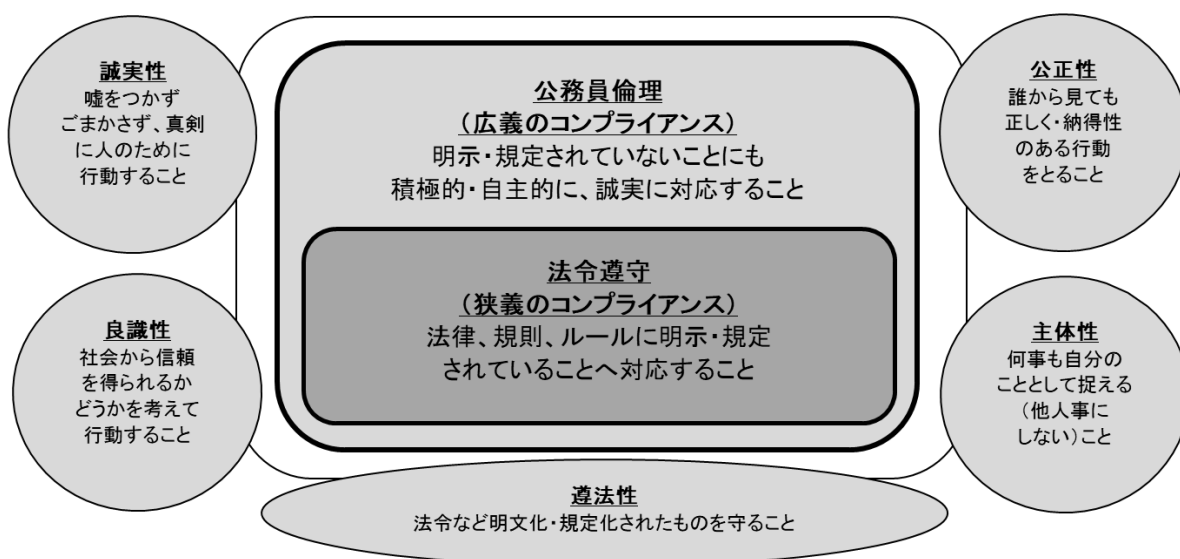 誠実性
嘘をつかず
ごまかさず、真剣
に人のために
行動すること
公務員倫理
（広義のコンプライアンス）
明示・規定されていないことにも
積極的・自主的に、誠実に対応すること
公正性
誰から見ても
正しく・納得性
のある行動
をとること
法令遵守
（狭義のコンプライアンス）
法律、規則、ルールに明示・規定
されていることへ対応すること
良識性
社会から信頼
を得られるか
どうかを考えて
行動すること
主体性
何事も自分の
こととして捉える
（他人事に
しない）こと
遵法性
法令など明文化・規定化されたものを守ること